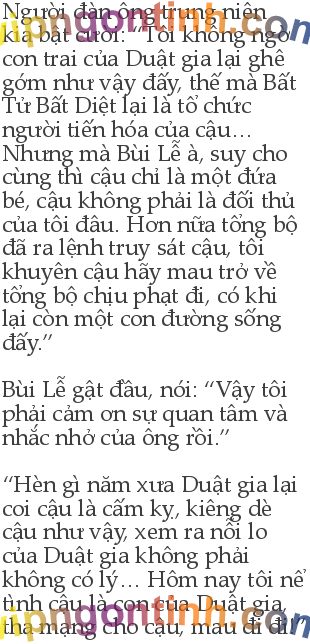 Người đàn ông trung niên
kia bật cười: “Tôi không ngờ
con trai của Duật gia lại ghê
gớm như vậy đấy, thế mà Bất
Tử Bất Diệt lại là tổ chức
người tiến hóa của cậu…
Nhưng mà Bùi Lễ à, suy cho
cùng thì cậu chỉ là một đứa
bé, cậu không phải là đối thủ
của tôi đâu. Hơn nữa tổng bộ
đã ra lệnh truy sát cậu, tôi
khuyên cậu hãy mau trở về
tổng bộ chịu phạt đi, có khi
lại còn một con đường sống
đấy.”
Bùi Lễ gật đầu, nói: “Vậy tôi
phải cảm ơn sự quan tâm và
nhắc nhở của ông rồi.”
“Hèn gì năm xưa Duật gia lại
coi cậu là cấm kỵ, kiêng dè
cậu như vậy, xem ra nỗi lo
của Duật gia không phải
không có lý… Hôm nay tôi nể
tình cậu là con của Duật gia,
tha mạng cho cậu, mau đi đi!”
vipngontinh.com
vipngontinh.com